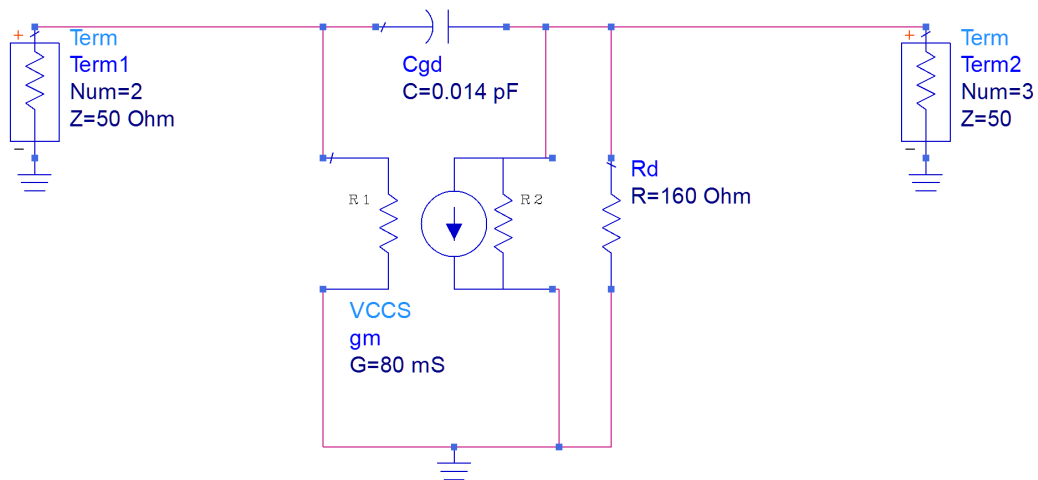 +
Term
Term1
Num=2
Z=50 Ohm
−
Cgd
C=0.014 pF
+
Term
Term2
Num=3
Z=50
−
R1
R2
Rd
R=160 Ohm
VCCS
gm
G=80 mS